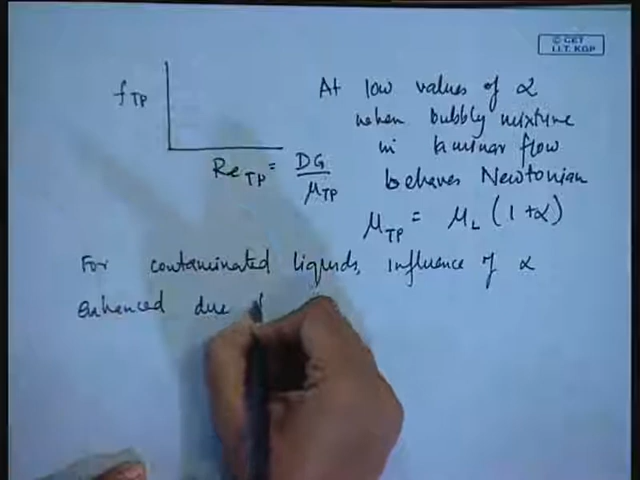 © CET
I.I.T. KGP
f_TP
Re_TP = DG / μ_TP
At low values of α
when bubbly mixture
in laminar flow
behaves Newtonian
μ_TP = μ_L (1+α)
For contaminated liquids, influence of α
enhanced due